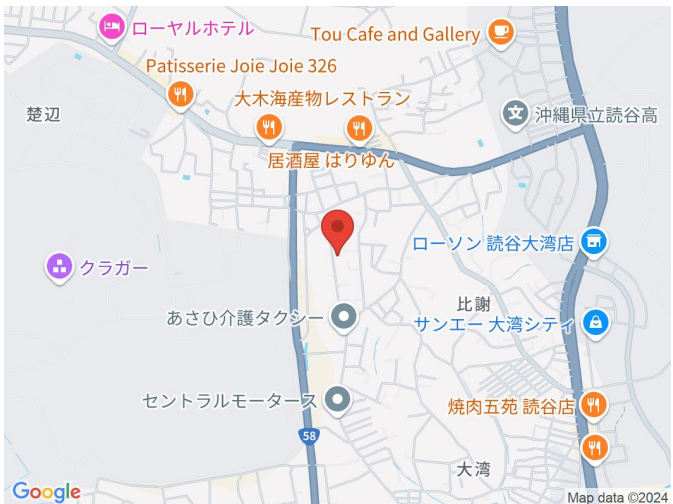 ローヤルホテル
Tou Cafe and Gallery
Patisserie Joie Joie 326
大木海産物レストラン
楚辺
沖縄県立読谷高
居酒屋 はりゆん
ローソン 読谷大湾店
クラガー
比謝
あさひ介護タクシー
サンエー 大湾シティ
セントラルモータース
焼肉五苑 読谷店
58
大湾
Google
Map data ©2024